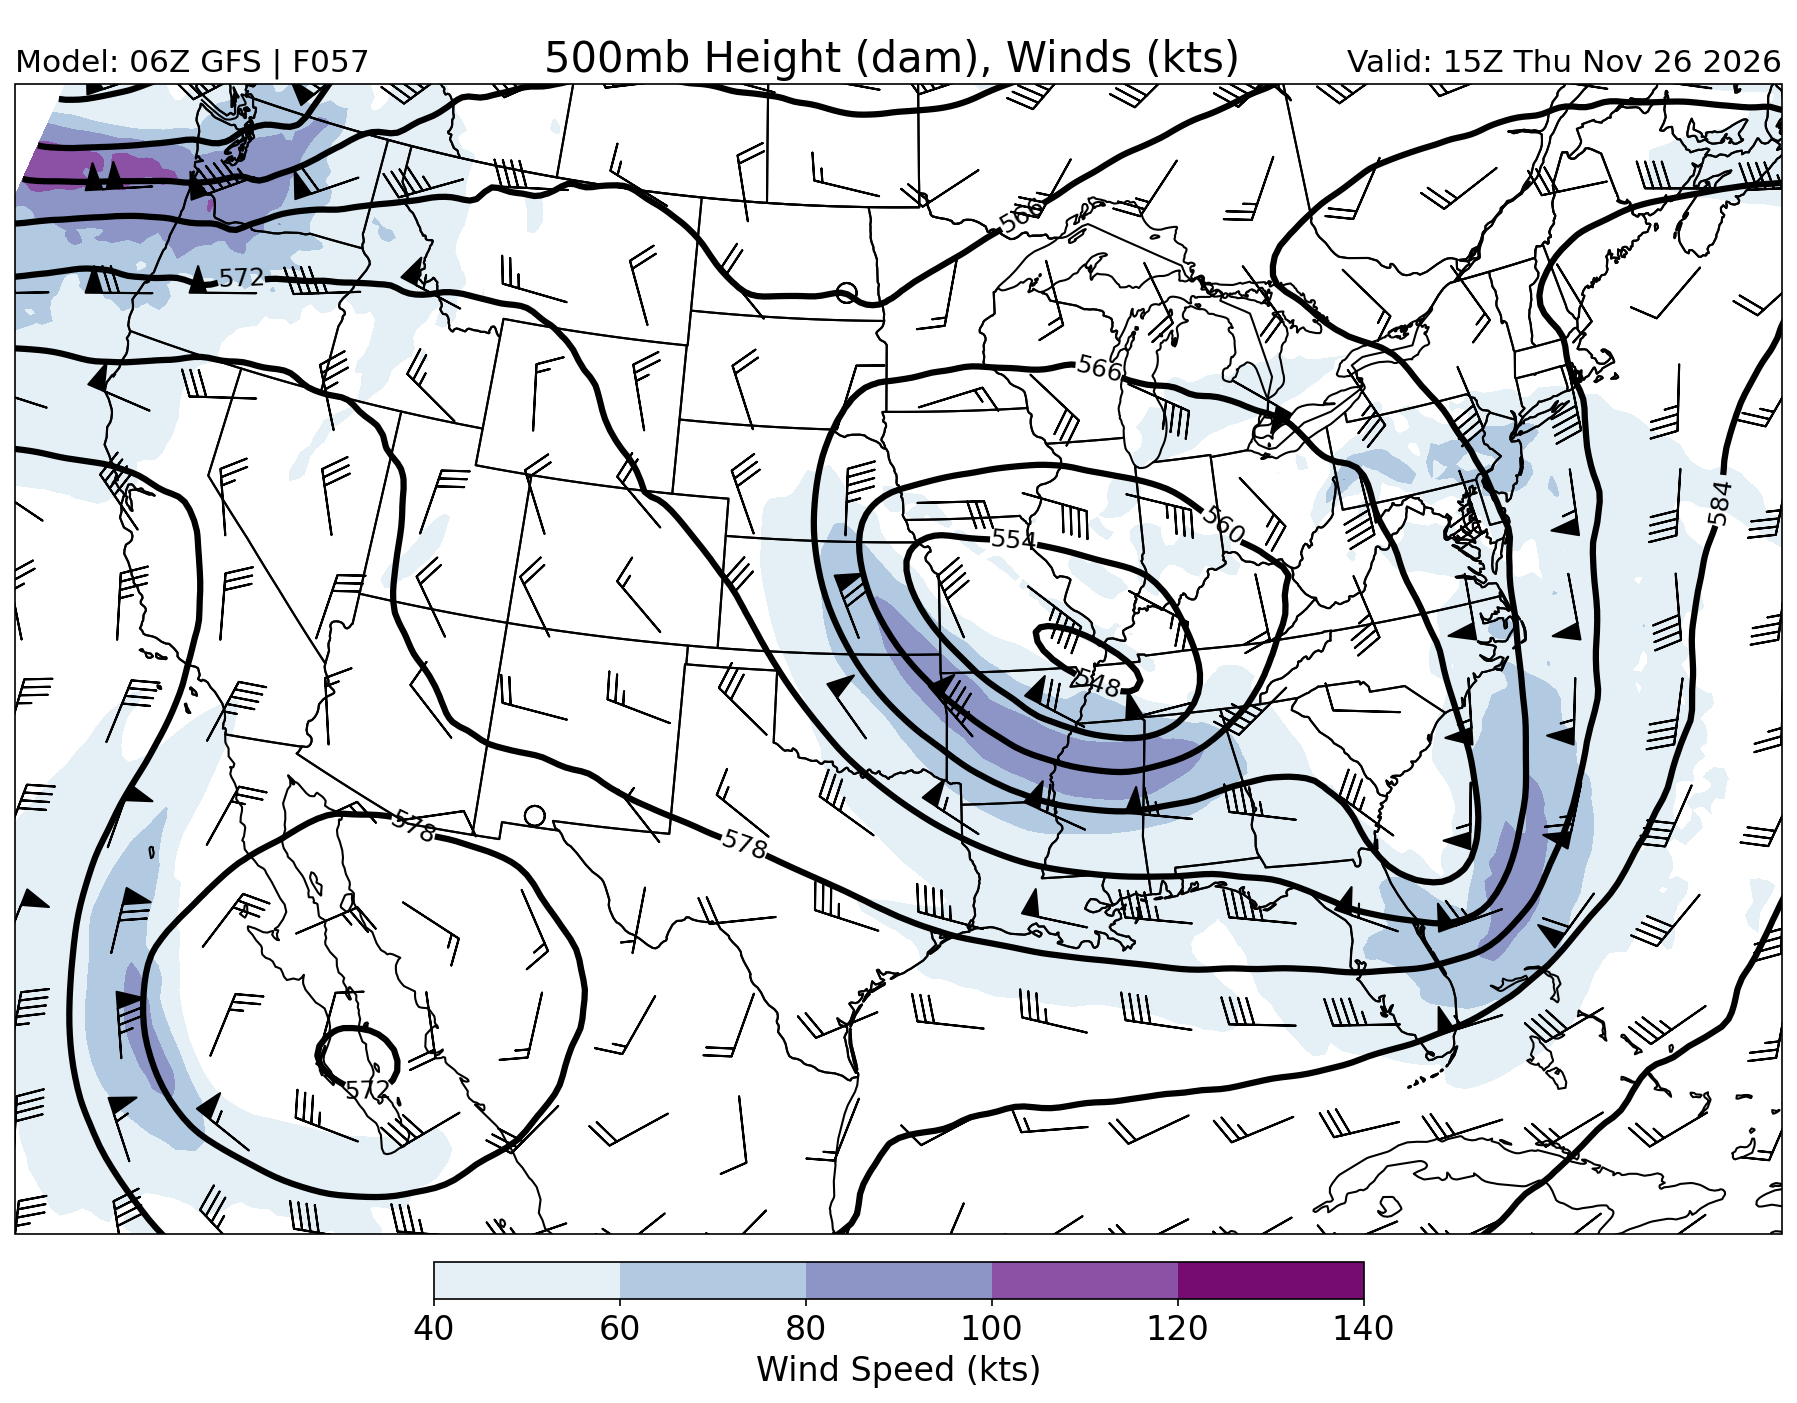 Model: 06Z GFS | F057
500mb Height (dam), Winds (kts)
Valid: 15Z Thu Nov 26 2026
566
572
566
584
560
554
548
578
578
572
40 60 80 100 120 140
Wind Speed (kts)